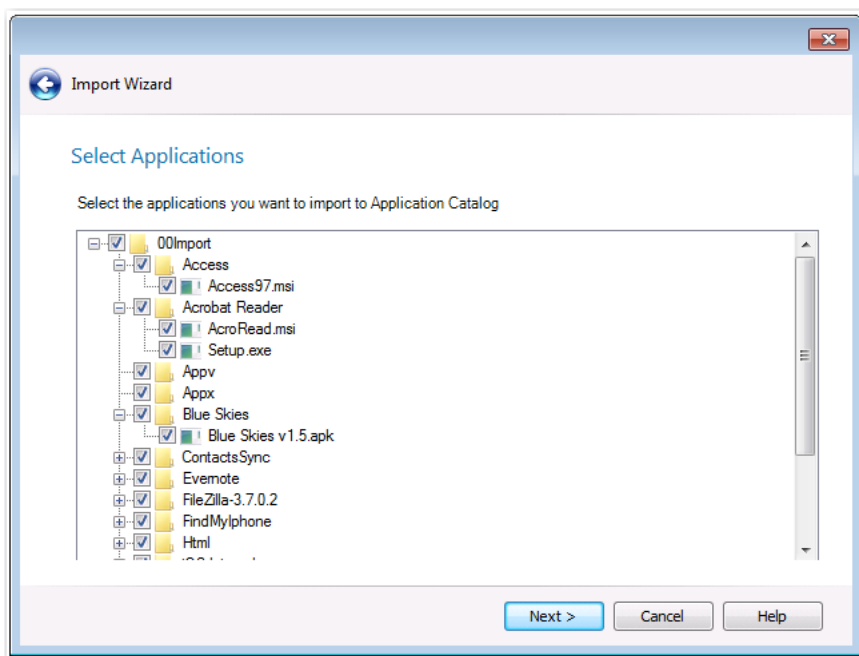 Import Wizard
Select Applications
Select the applications you want to import to Application Catalog
00Import
Access
Access97.msi
Acrobat Reader
AcroRead.msi
Setup.exe
Appv
Appx
Blue Skies
Blue Skies v1.5.apk
ContactsSync
Evernote
FileZilla-3.7.0.2
FindMyIphone
Html
Next >
Cancel
Help